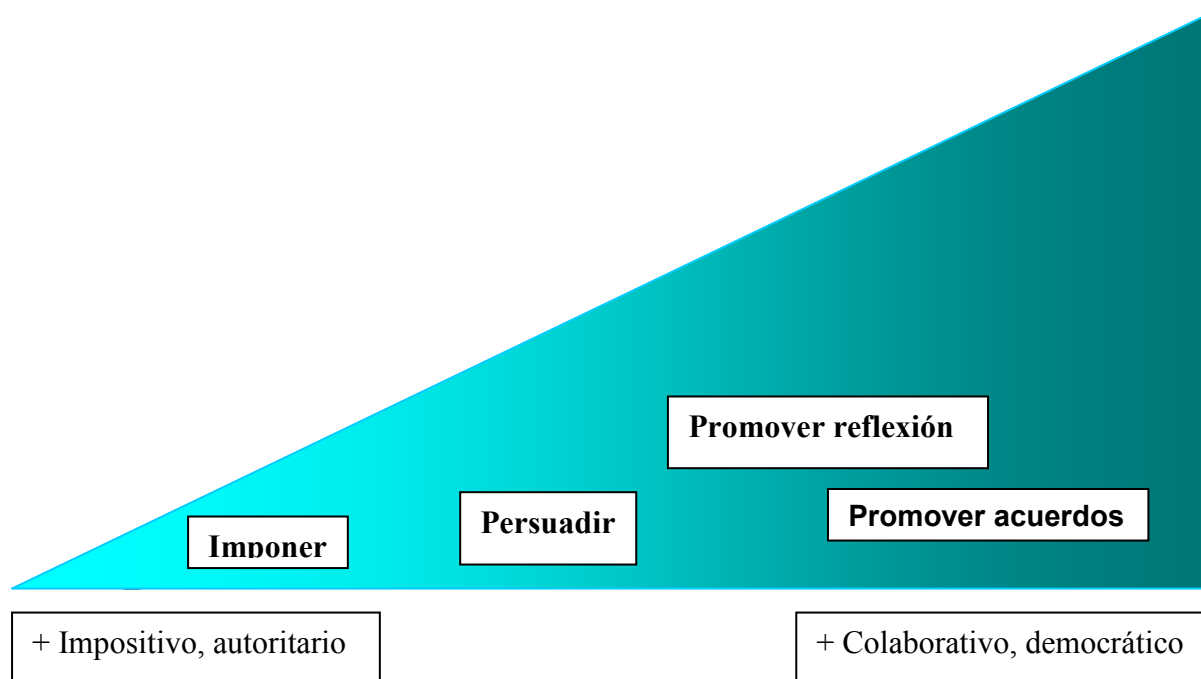 Promover reflexión
Imponer
Persuadir
Promover acuerdos
+ Impositivo, autoritario
+ Colaborativo, democrático